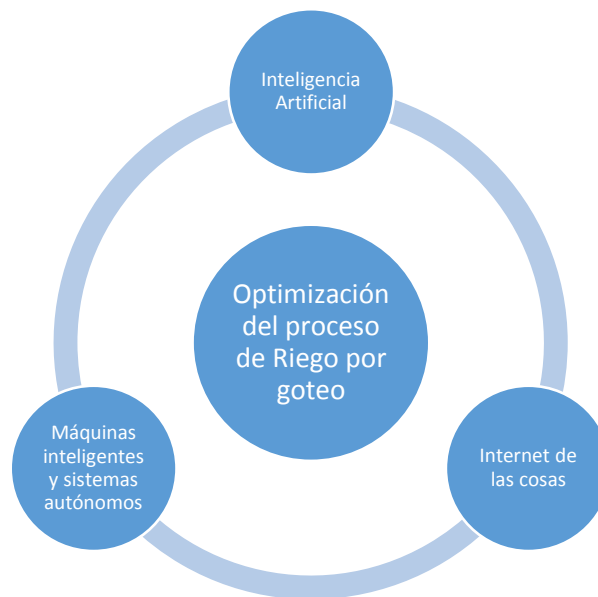 Inteligencia
Artificial
Optimización
del proceso
de Riego por
goteo
Máquinas
inteligentes
y sistemas
autónomos
Internet de
las cosas